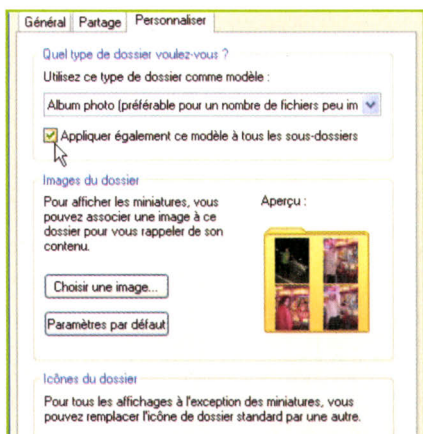 Général Partage Personnaliser
Quel type de dossier voulez-vous ?
Utilisez ce type de dossier comme modèle :
Album photo (préférable pour un nombre de fichiers peu im
Appliquer également ce modèle à tous les sous-dossiers
Images du dossier
Pour afficher les miniatures, vous
pouvez associer une image à ce
dossier pour vous rappeler de son
contenu.
Aperçu :
Choisir une image...
Paramètres par défaut
Icônes du dossier
Pour tous les affichages à l'exception des miniatures, vous
pouvez remplacer l'icône de dossier standard par une autre.